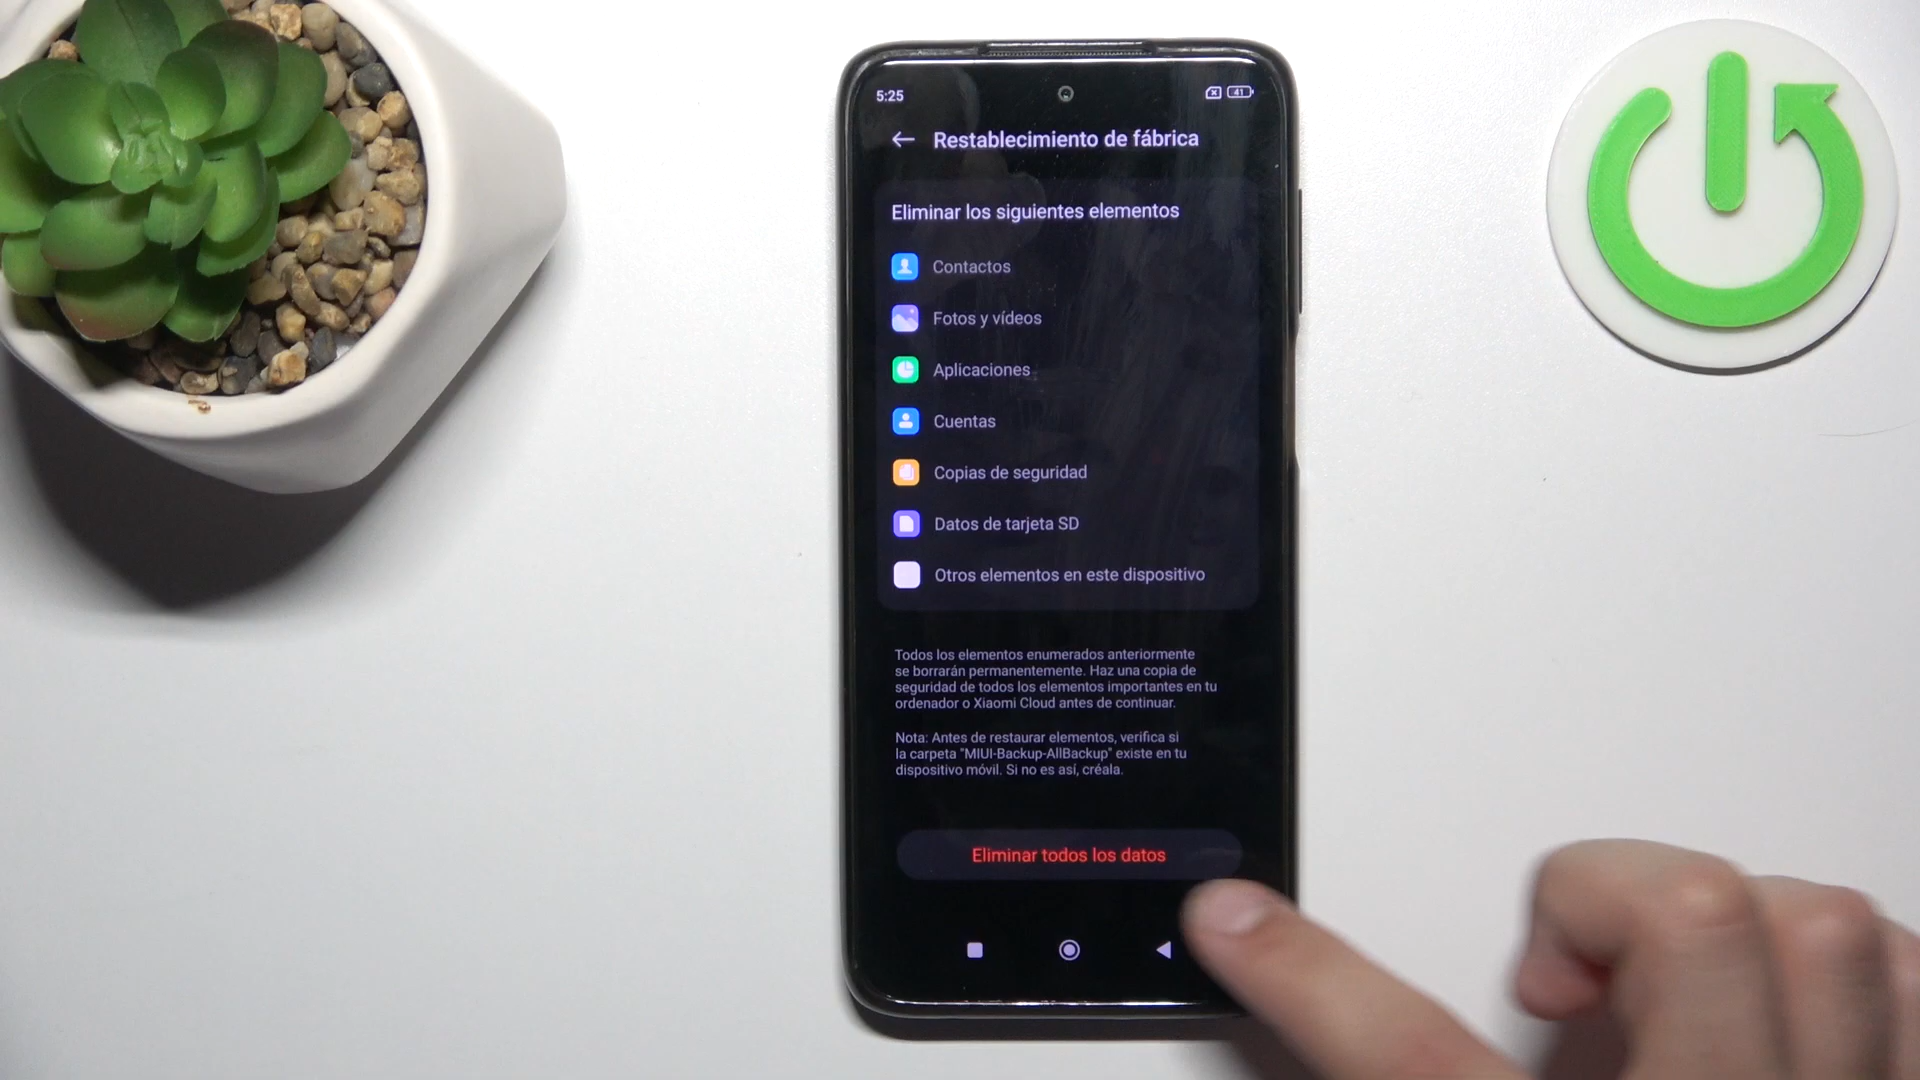 5:25
41
Restablecimiento de fábrica
Eliminar los siguientes elementos
Contactos
Fotos y vídeos
Aplicaciones
Cuentas
Copias de seguridad
Datos de tarjeta SD
Otros elementos en este dispositivo
Todos los elementos enumerados anteriormente
se borrarán permanentemente. Haz una copia de
seguridad de todos los elementos importantes en tu
ordenador o Xiaomi Cloud antes de continuar.
Nota: Antes de restaurar elementos, verifica si
la carpeta "MIUI-Backup-AllBackup" existe en tu
dispositivo móvil. Si no es así, créala.
Eliminar todos los datos